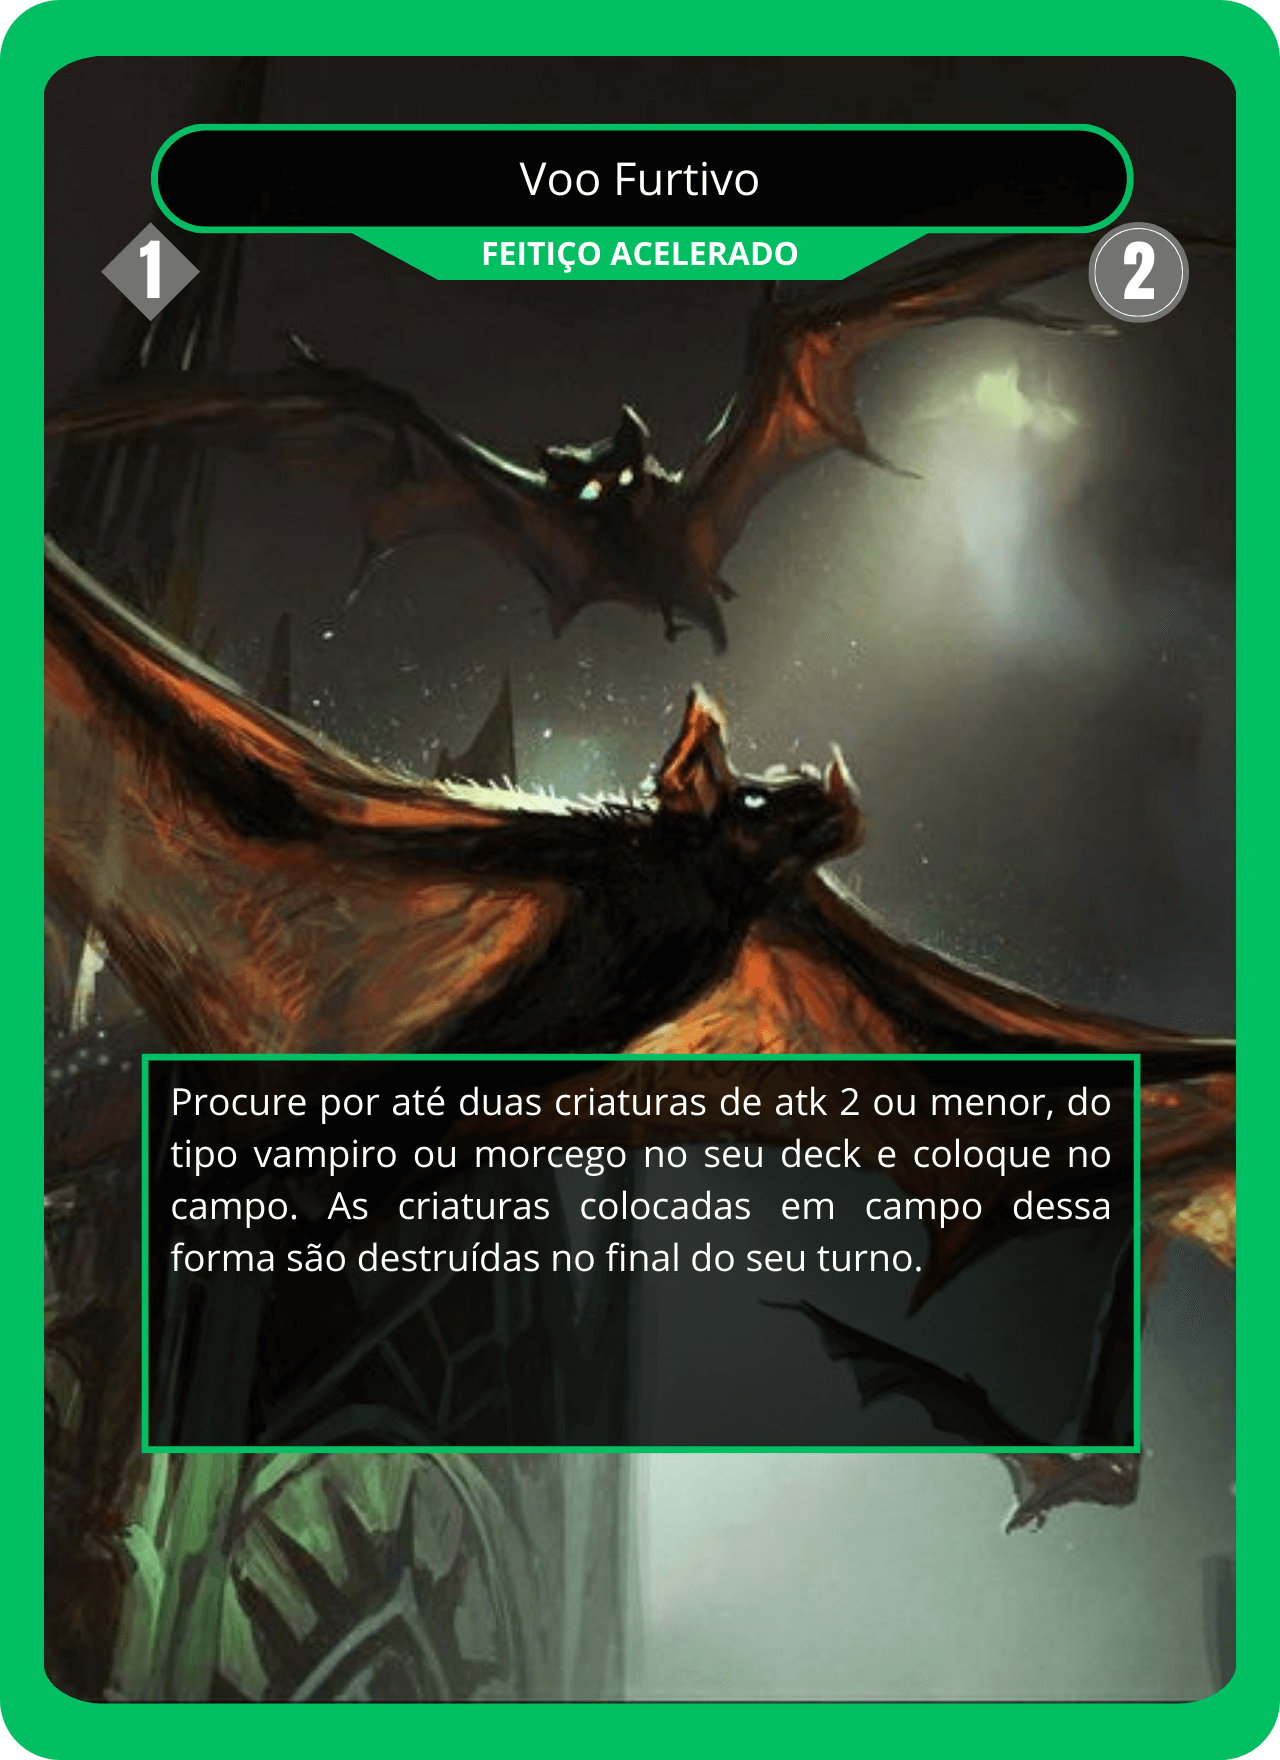 Voo Furtivo
FEITIÇO ACELERADO
1
2
Procure por até duas criaturas de atk 2 ou menor, do
tipo vampiro ou morcego no seu deck e coloque no
campo. As criaturas colocadas em campo dessa
forma são destruídas no final do seu turno.